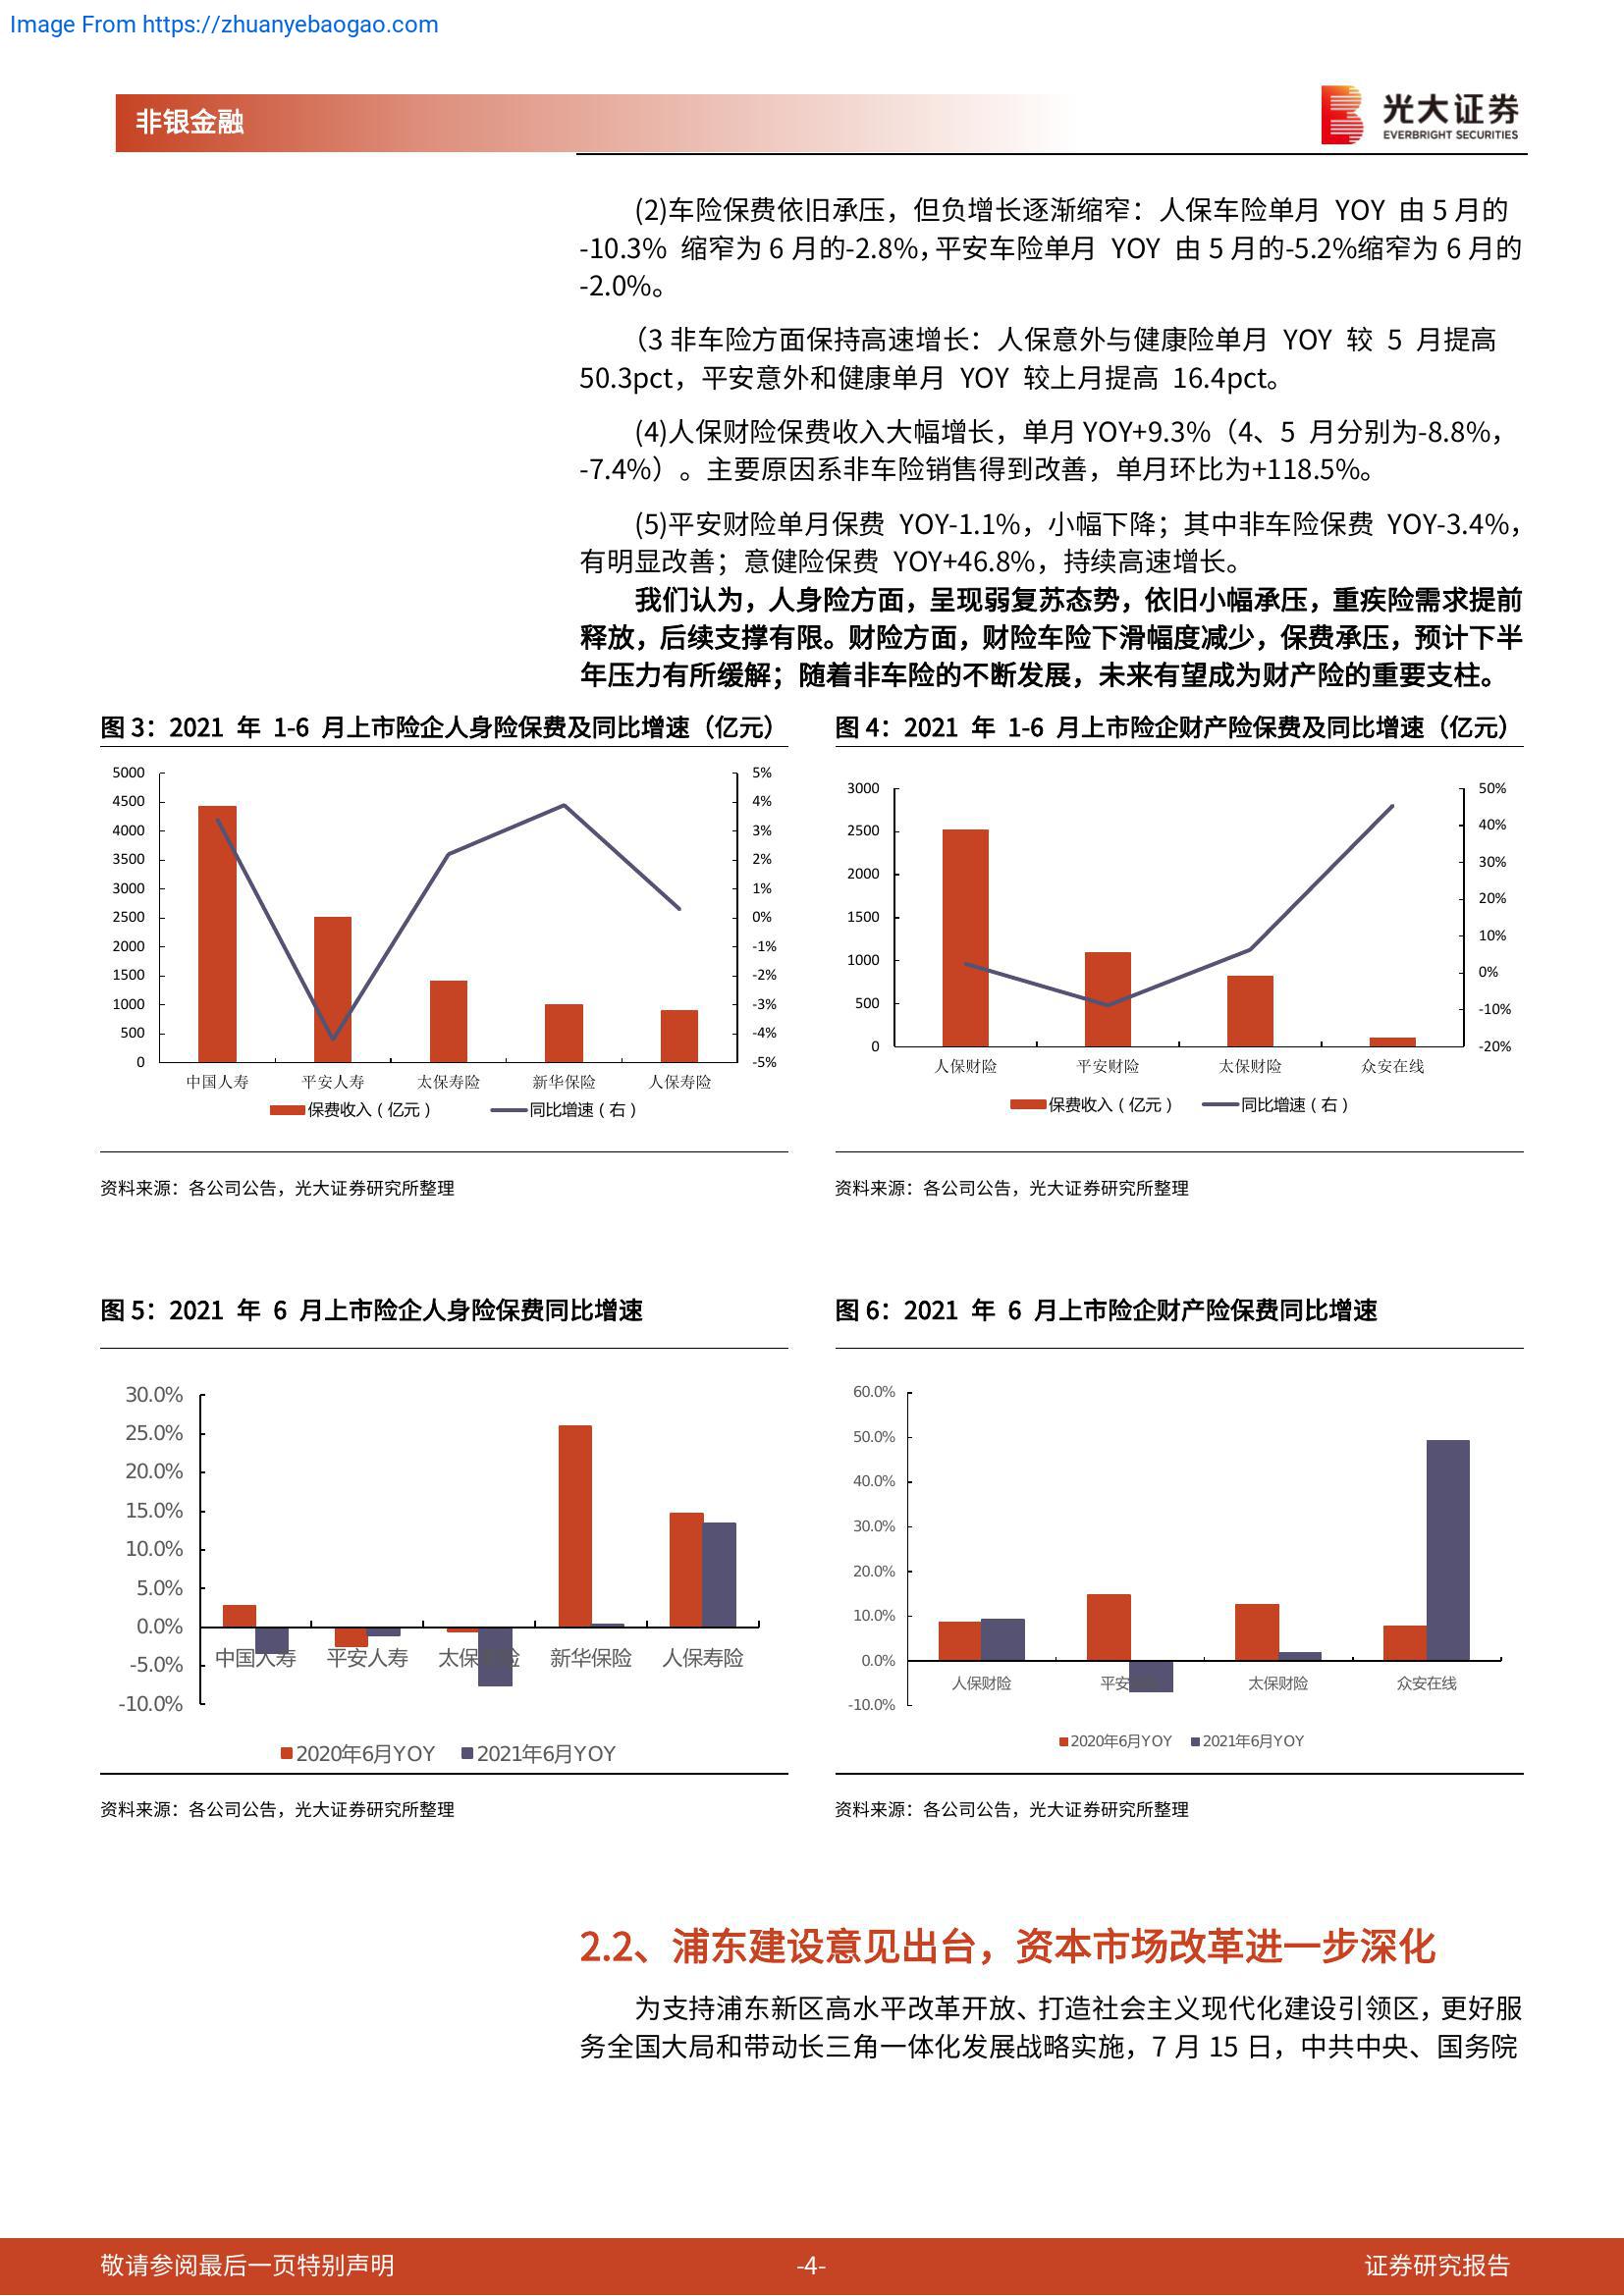 Image From https://zhuanyebaogao.com
非银金融
光大证券
EVERBRIGHT SECURITIES
(2)车险保费依旧承压，但负增长逐渐缩窄：人保车险单月 YOY 由 5 月的
-10.3% 缩窄为 6 月的-2.8%，平安车险单月 YOY 由 5 月的-5.2%缩窄为 6 月的
-2.0%。
（3 非车险方面保持高速增长：人保意外与健康险单月 YOY 较 5 月提高
50.3pct，平安意外和健康单月 YOY 较上月提高 16.4pct。
(4)人保财险保费收入大幅增长，单月 YOY+9.3%（4、5 月分别为-8.8%，
-7.4%）。主要原因系非车险销售得到改善，单月环比为+118.5%。
(5)平安财险单月保费 YOY-1.1%，小幅下降；其中非车险保费 YOY-3.4%，
有明显改善；意健险保费 YOY+46.8%，持续高速增长。
我们认为，人身险方面，呈现弱复苏态势，依旧小幅承压，重疾险需求提前
释放，后续支撑有限。财险方面，财险车险下滑幅度减少，保费承压，预计下半
年压力有所缓解；随着非车险的不断发展，未来有望成为财产险的重要支柱。
图 3：2021 年 1-6 月上市险企人身险保费及同比增速（亿元）
5000
4500
4000
3500
3000
2500
2000
1500
1000
500
0
5%
4%
3%
2%
1%
0%
-1%
-2%
-3%
-4%
-5%
中国人寿 平安人寿 太保寿险 新华保险 人保寿险
保费收入（亿元） 同比增速（右）
资料来源：各公司公告，光大证券研究所整理
图 4：2021 年 1-6 月上市险企财产险保费及同比增速（亿元）
3000
2500
2000
1500
1000
500
0
50%
40%
30%
20%
10%
0%
-10%
-20%
人保财险 平安财险 太保财险 众安在线
保费收入（亿元） 同比增速（右）
资料来源：各公司公告，光大证券研究所整理
图 5：2021 年 6 月上市险企人身险保费同比增速
30.0%
25.0%
20.0%
15.0%
10.0%
5.0%
0.0%
-5.0%
-10.0%
中国人寿 平安人寿 太保寿险 新华保险 人保寿险
2020年6月YOY 2021年6月YOY
资料来源：各公司公告，光大证券研究所整理
图 6：2021 年 6 月上市险企财产险保费同比增速
60.0%
50.0%
40.0%
30.0%
20.0%
10.0%
0.0%
-10.0%
人保财险 平安 太保财险 众安在线
2020年6月YOY 2021年6月YOY
资料来源：各公司公告，光大证券研究所整理
2.2、浦东建设意见出台，资本市场改革进一步深化
为支持浦东新区高水平改革开放、打造社会主义现代化建设引领区，更好服
务全国大局和带动长三角一体化发展战略实施，7 月 15 日，中共中央、国务院
敬请参阅最后一页特别声明
-4-
证券研究报告